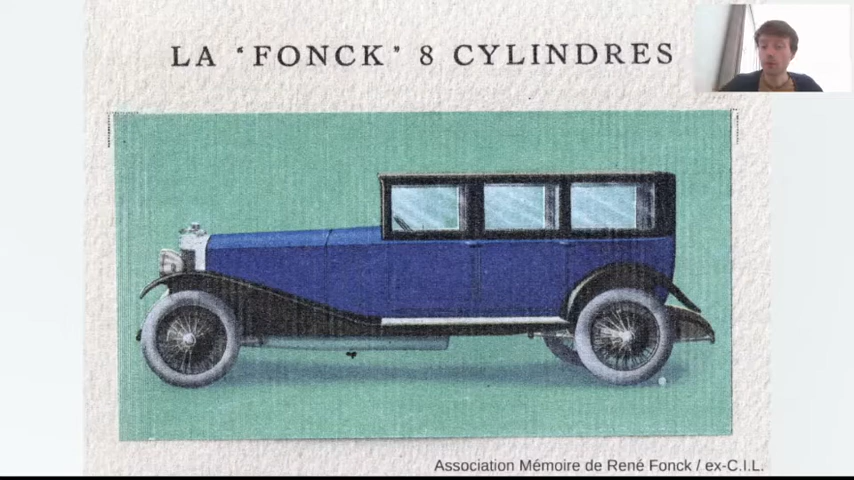 LA "FONCK" 8 CYLINDRES
Association Mémoire de René Fonck / ex-C.I.L.